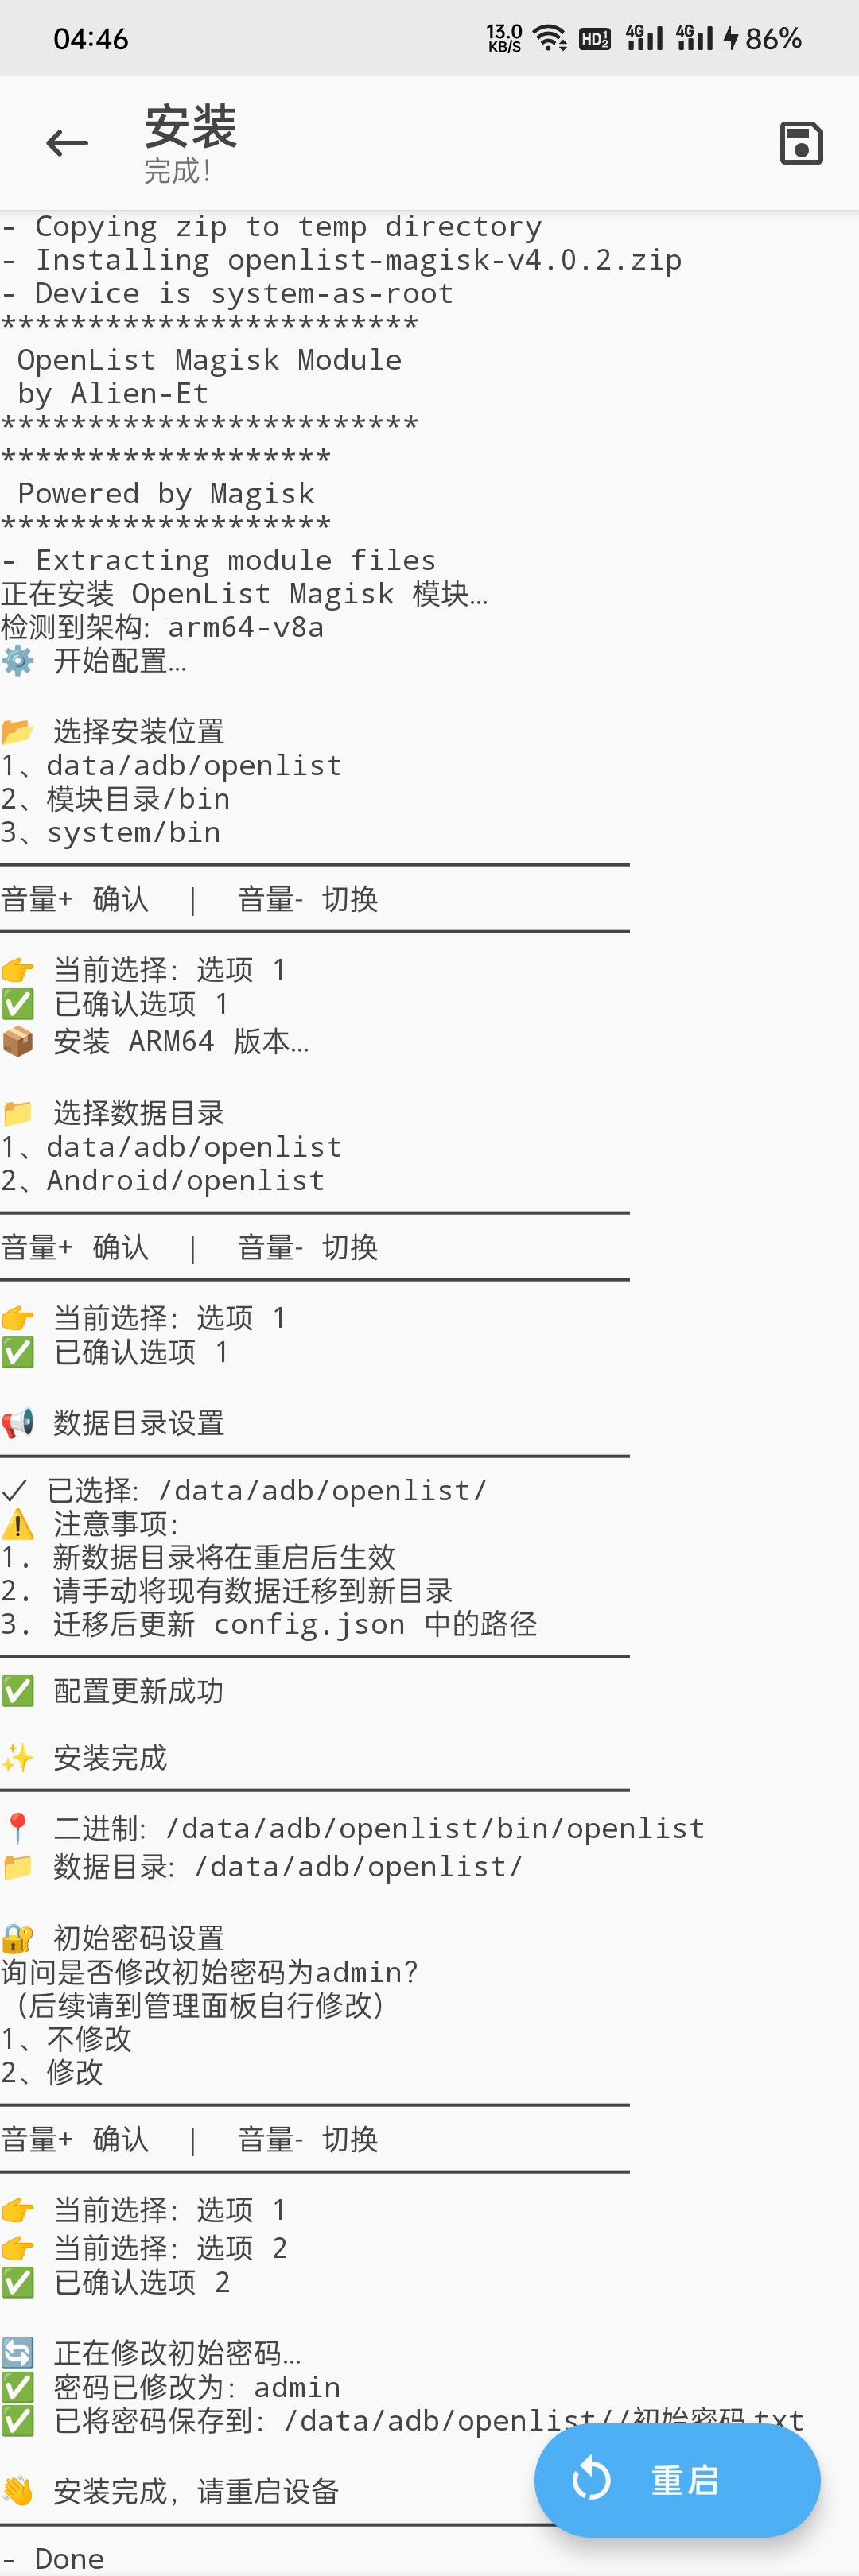 04:46
13.0 KB/S HD 1 2 4G 4G 86%
安装
完成!
- Copying zip to temp directory
- Installing openlist-magisk-v4.0.2.zip
- Device is system-as-root
************************
OpenList Magisk Module
by Alien-Et
************************
*******************
Powered by Magisk
*******************
- Extracting module files
正在安装 OpenList Magisk 模块...
检测到架构: arm64-v8a
⚙️ 开始配置...
📂 选择安装位置
1、data/adb/openlist
2、模块目录/bin
3、system/bin
音量+ 确认 | 音量- 切换
👉 当前选择: 选项 1
✅ 已确认选项 1
📦 安装 ARM64 版本...
📁 选择数据目录
1、data/adb/openlist
2、Android/openlist
音量+ 确认 | 音量- 切换
👉 当前选择: 选项 1
✅ 已确认选项 1
📢 数据目录设置
✓ 已选择: /data/adb/openlist/
⚠️ 注意事项:
1. 新数据目录将在重启后生效
2. 请手动将现有数据迁移到新目录
3. 迁移后更新 config.json 中的路径
✅ 配置更新成功
✨ 安装完成
📍 二进制: /data/adb/openlist/bin/openlist
📁 数据目录: /data/adb/openlist/
🔐 初始密码设置
询问是否修改初始密码为admin?
（后续请到管理面板自行修改）
1、不修改
2、修改
音量+ 确认 | 音量- 切换
👉 当前选择: 选项 1
👉 当前选择: 选项 2
✅ 已确认选项 2
🔄 正在修改初始密码...
✅ 密码已修改为: admin
✅ 已将密码保存到: /data/adb/openlist//初始密码.txt
👋 安装完成, 请重启设备
重启
- Done